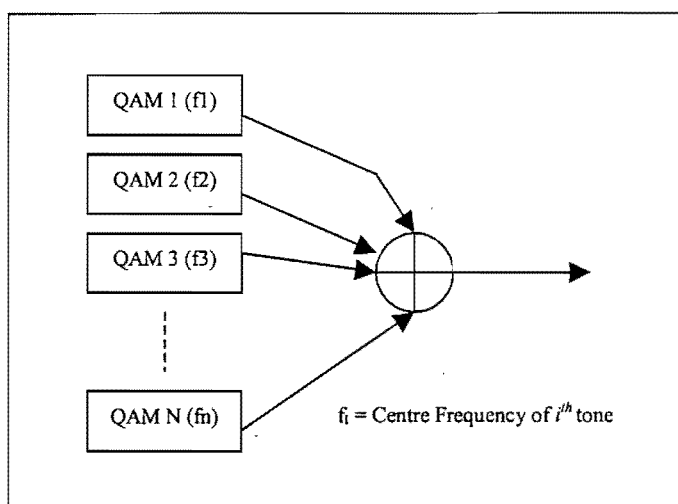 QAM 1 (f1)
QAM 2 (f2)
QAM 3 (f3)
QAM N (fn)
fi = Centre Frequency of ith tone